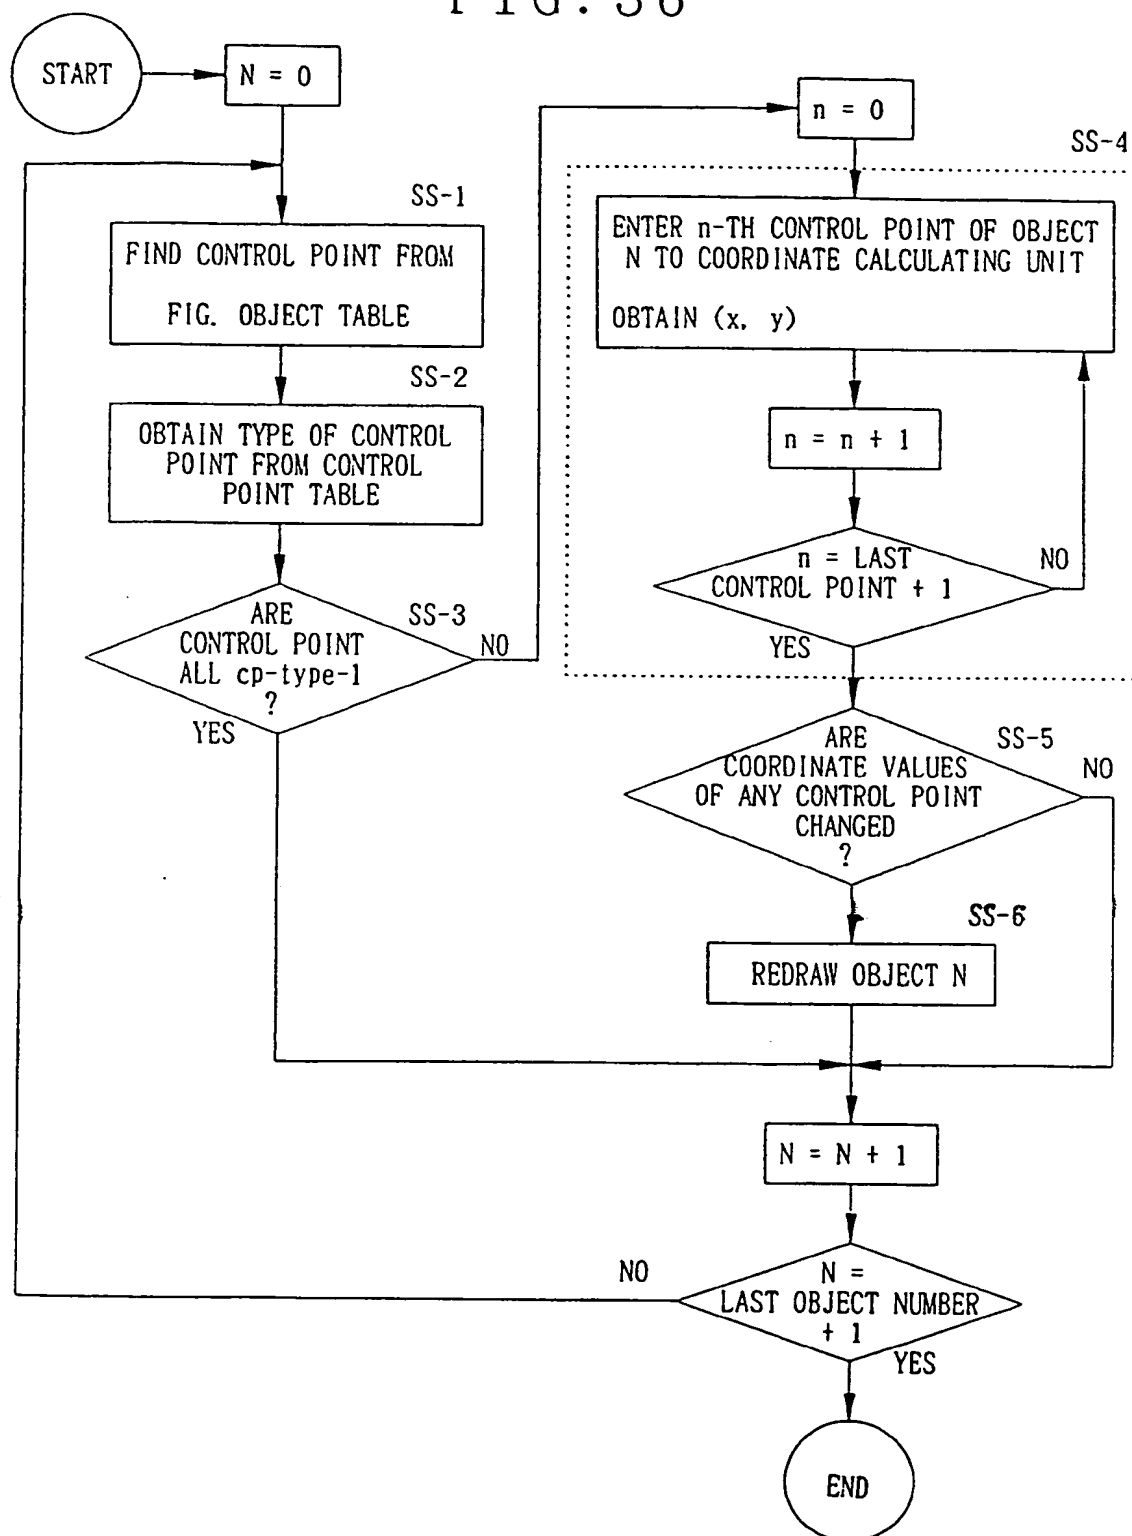 FIG. 36
START
N = 0
SS-1
FIND CONTROL POINT FROM
FIG. OBJECT TABLE
SS-2
OBTAIN TYPE OF CONTROL
POINT FROM CONTROL
POINT TABLE
ARE
CONTROL POINT
ALL cp-type-1
?
SS-3
NO
YES
n = 0
SS-4
ENTER n-TH CONTROL POINT OF OBJECT
N TO COORDINATE CALCULATING UNIT
OBTAIN (x, y)
n = n + 1
n = LAST
CONTROL POINT + 1
NO
YES
ARE
COORDINATE VALUES
OF ANY CONTROL POINT
CHANGED
?
SS-5
NO
SS-6
REDRAW OBJECT N
N = N + 1
N =
LAST OBJECT NUMBER
+ 1
NO
YES
END